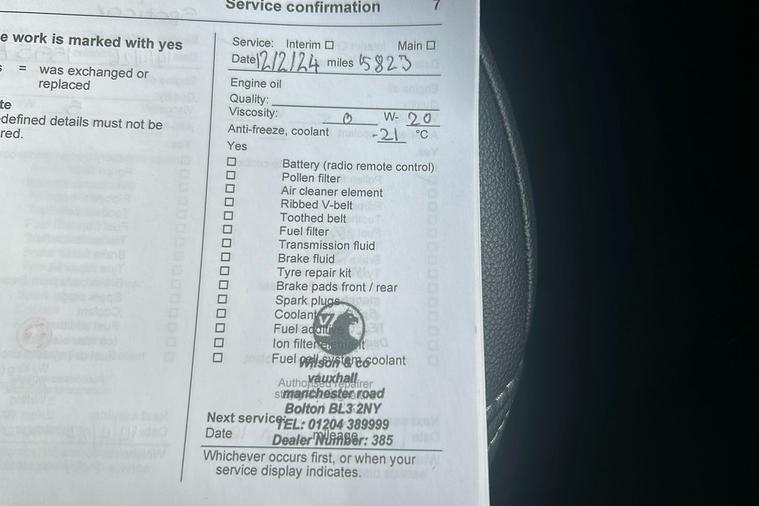 Service confirmation 7
e work is marked with yes
s = was exchanged or
replaced
te
-defined details must not be
red.
Service: Interim ☐ Main ☐
Date 12/2/24 miles 5823
Engine oil
Quality:
Viscosity: 0 W- 20
Anti-freeze, coolant -21 °C
Yes
☐ Battery (radio remote control)
☐ Pollen filter
☐ Air cleaner element
☐ Ribbed V-belt
☐ Toothed belt
☐ Fuel filter
☐ Transmission fluid
☐ Brake fluid
☐ Tyre repair kit
☐ Brake pads front / rear
☐ Spark plugs
☐ Coolant
☐ Fuel additive
☐ Ion filter element
☐ Fuel cell system coolant
Wilson & co
vauxhall
Authorised repairer
manchester road
Bolton BL3 2NY
Next service: TEL: 01204 389999
Date mileage
Dealer Number: 385
Whichever occurs first, or when your
service display indicates.